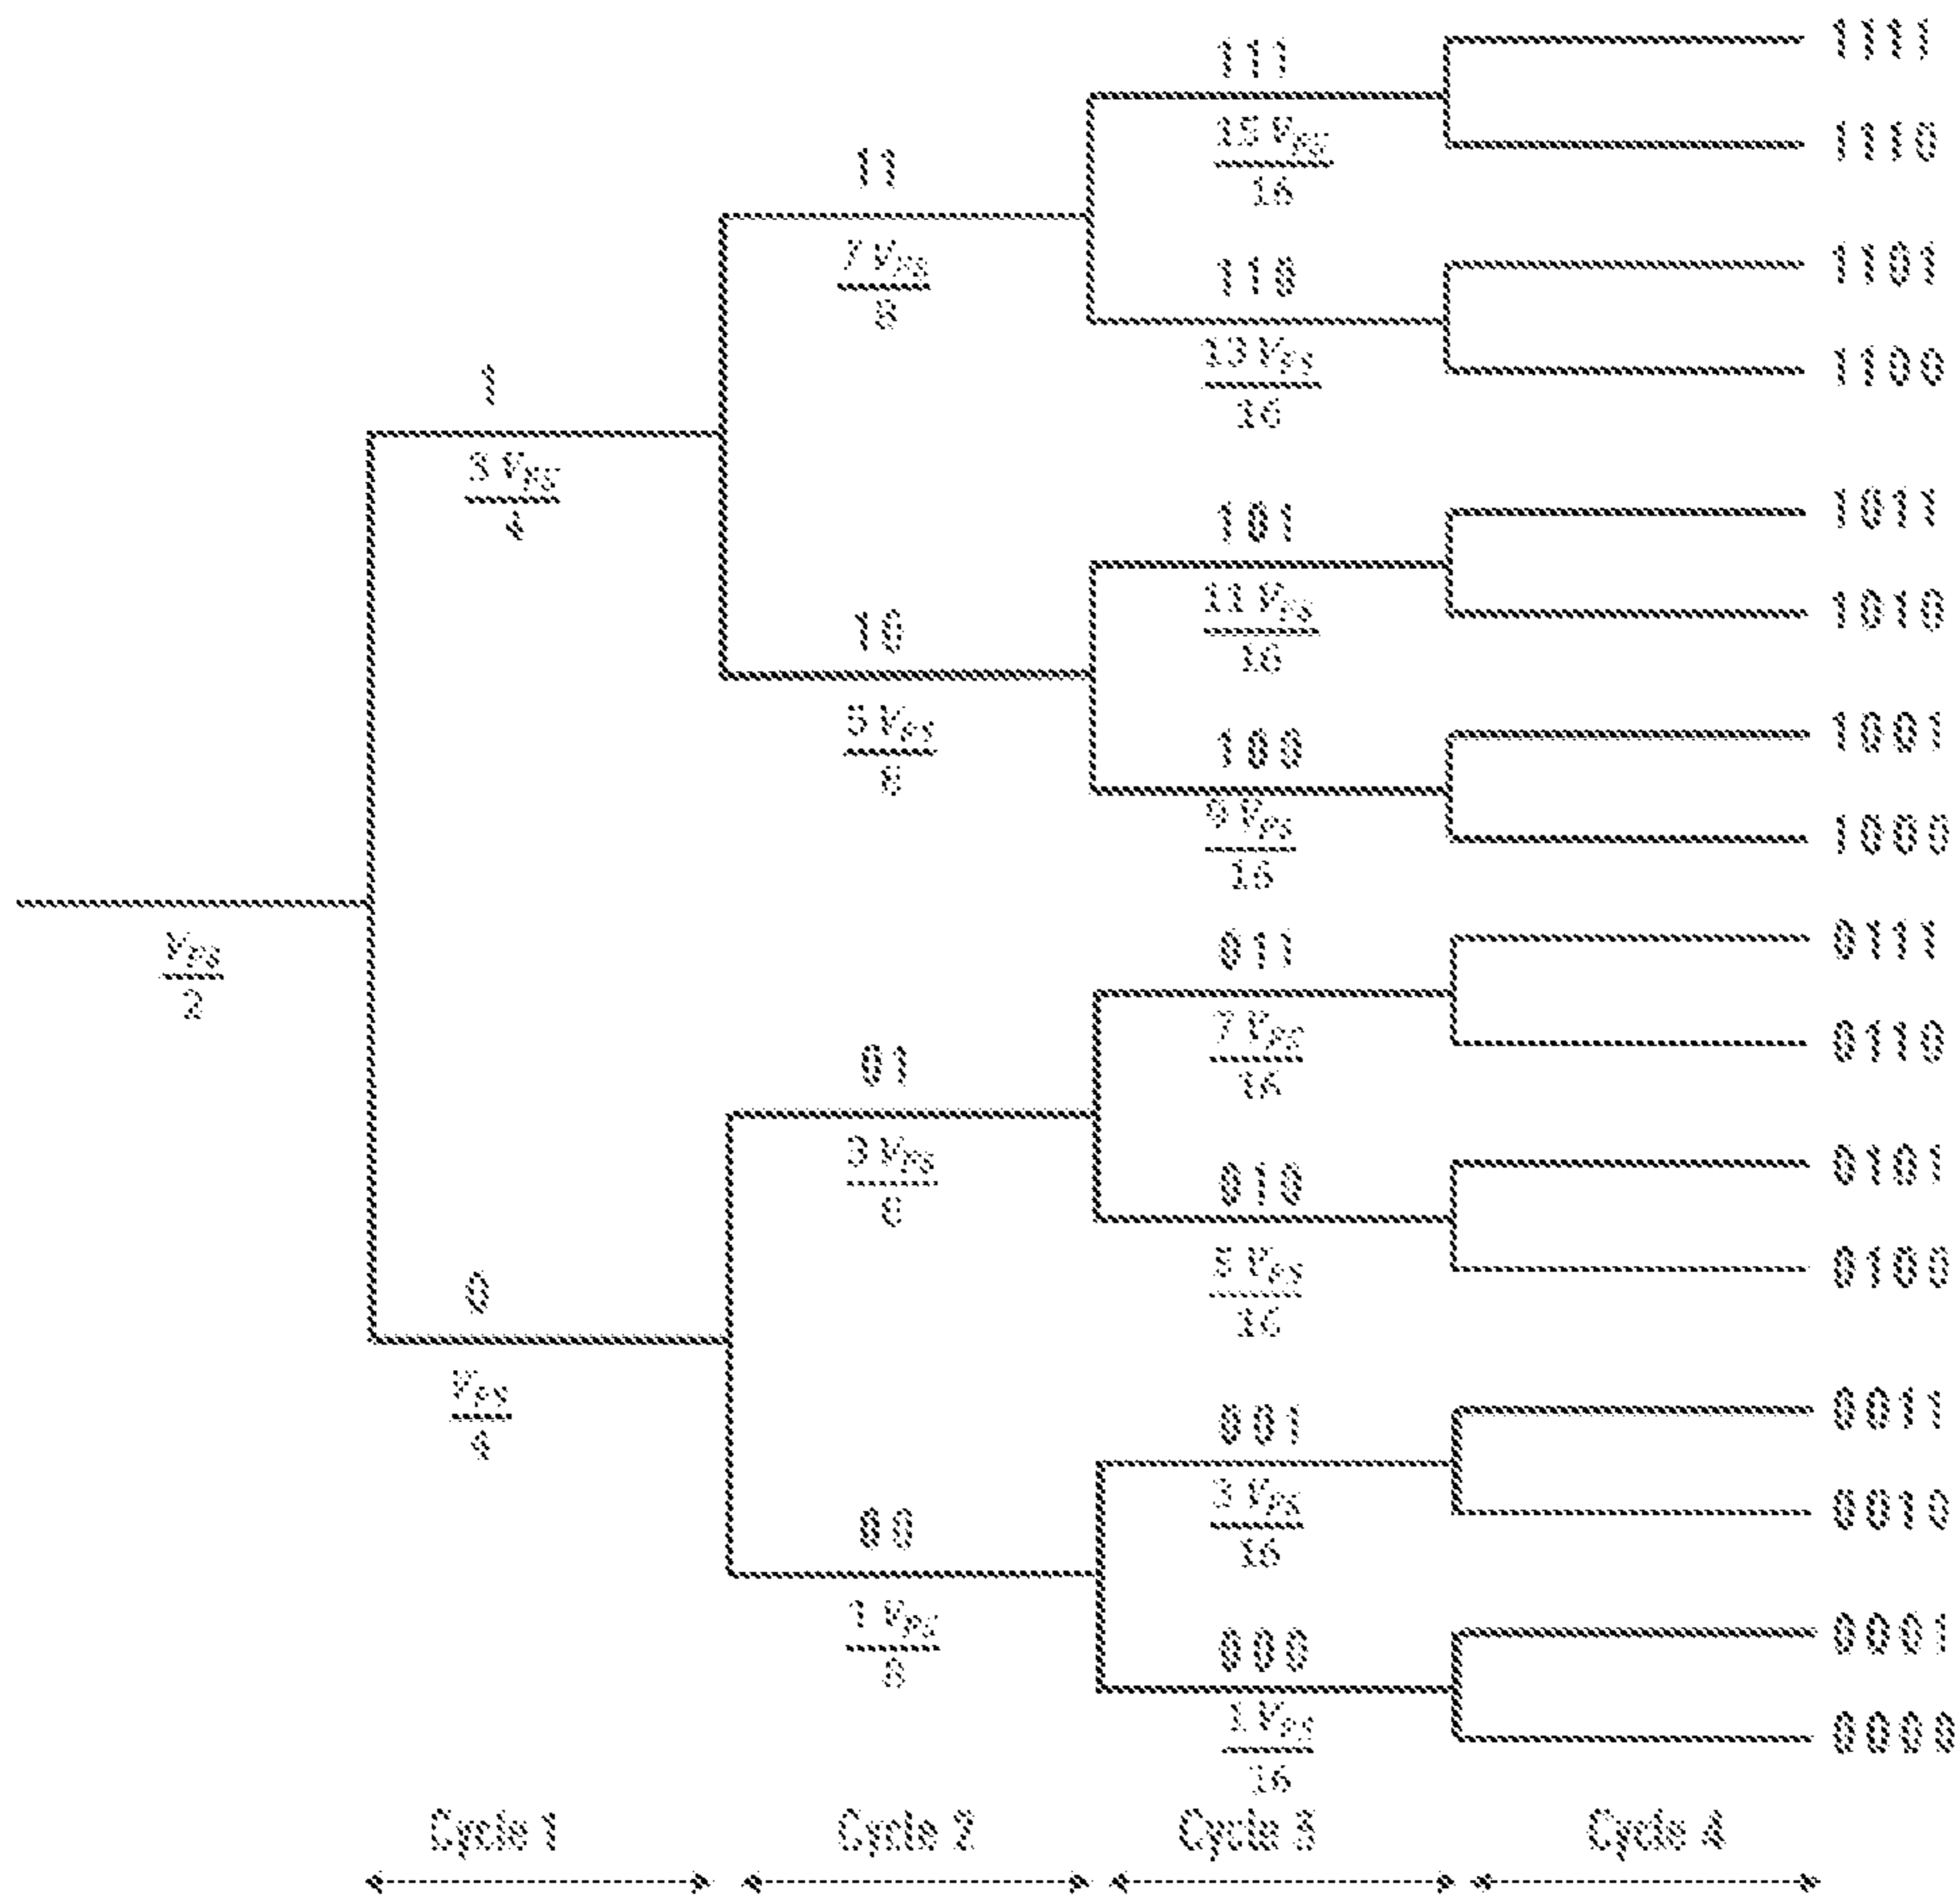 1111
111
15 V_FS
16
1110
11
7 V_FS
8
1101
110
13 V_FS
16
1100
1
3 V_FS
4
1011
101
11 V_FS
16
1010
10
5 V_FS
8
1001
100
9 V_FS
16
1000
V_FS
2
0111
011
7 V_FS
16
0110
01
3 V_FS
8
0101
010
5 V_FS
16
0100
0
V_FS
4
0011
001
3 V_FS
16
0010
00
1 V_FS
8
0001
000
1 V_FS
16
0000
Cycle 1 Cycle 2 Cycle 3 Cycle 4